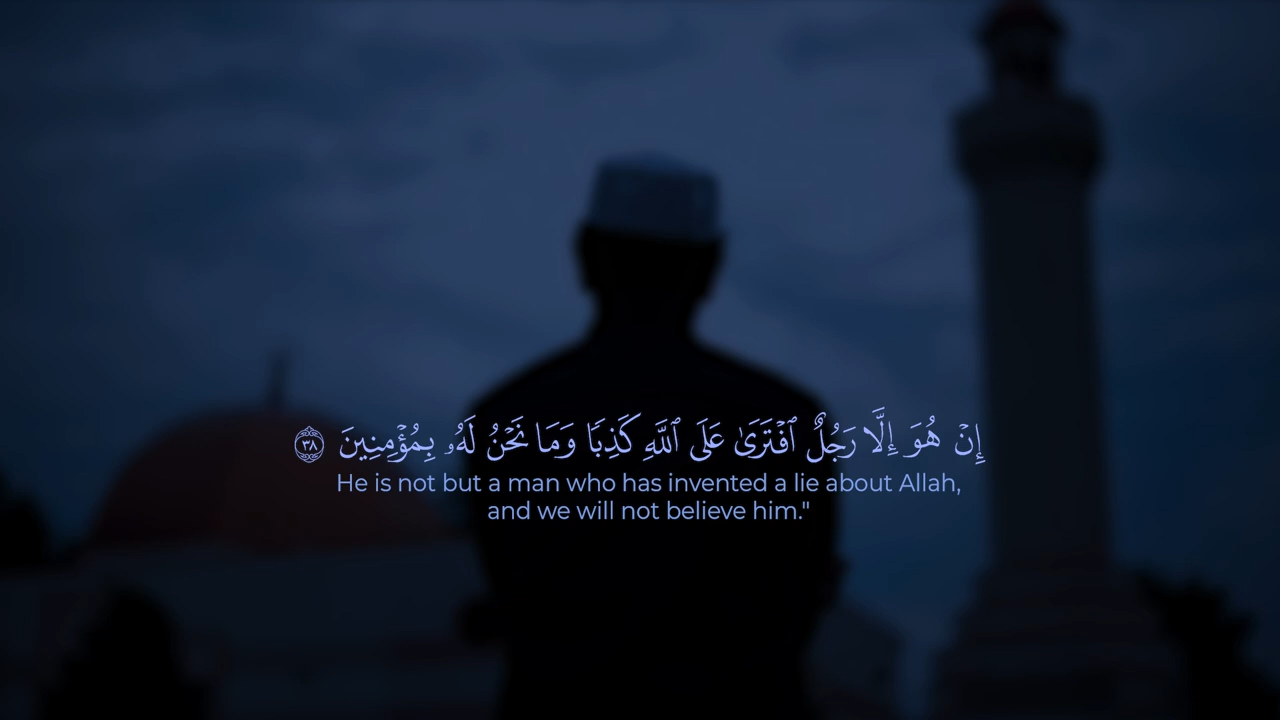 إِنْ هُوَ إِلَّا رَجُلٌ ٱفْتَرَىٰ عَلَى ٱللَّهِ كَذِبًا وَمَا نَحْنُ لَهُۥ بِمُؤْمِنِينَ ٣٨
He is not but a man who has invented a lie about Allah,
and we will not believe him."